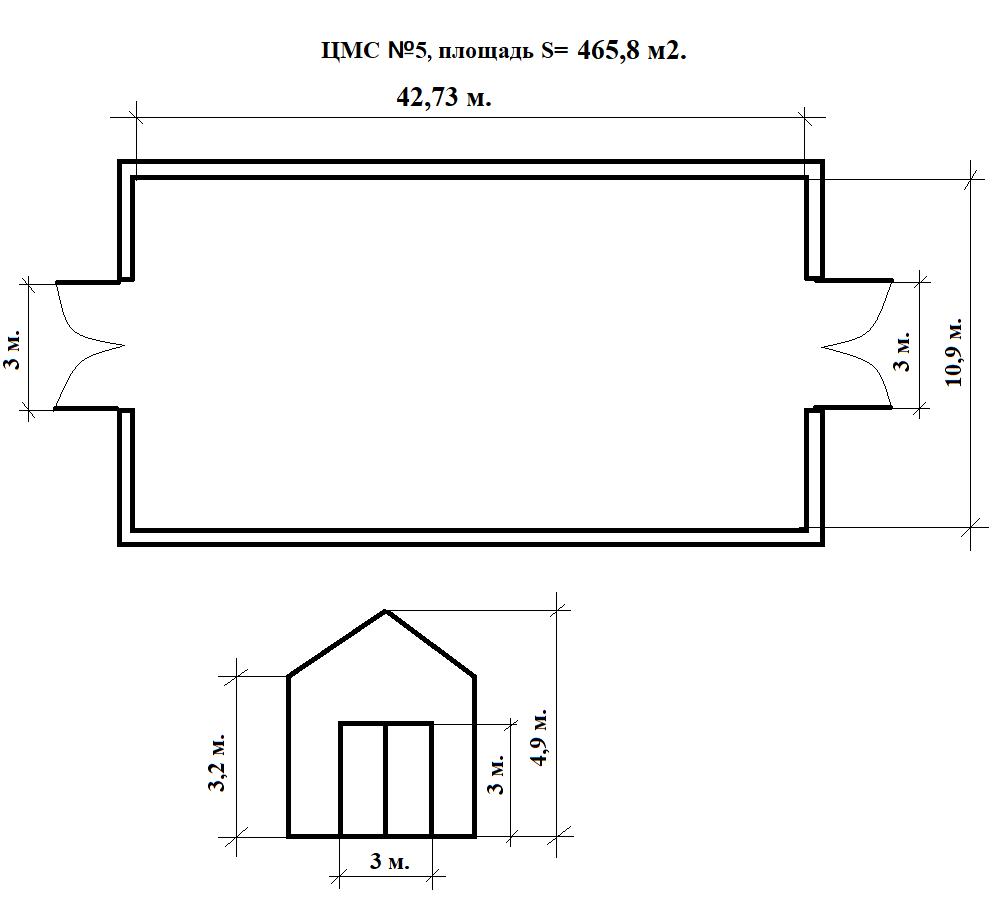 ЦМС №5, площадь S= 465,8 м2.
42,73 м.
3 м.
3 м.
10,9 м.
3,2 м.
3 м.
4,9 м.
3 м.